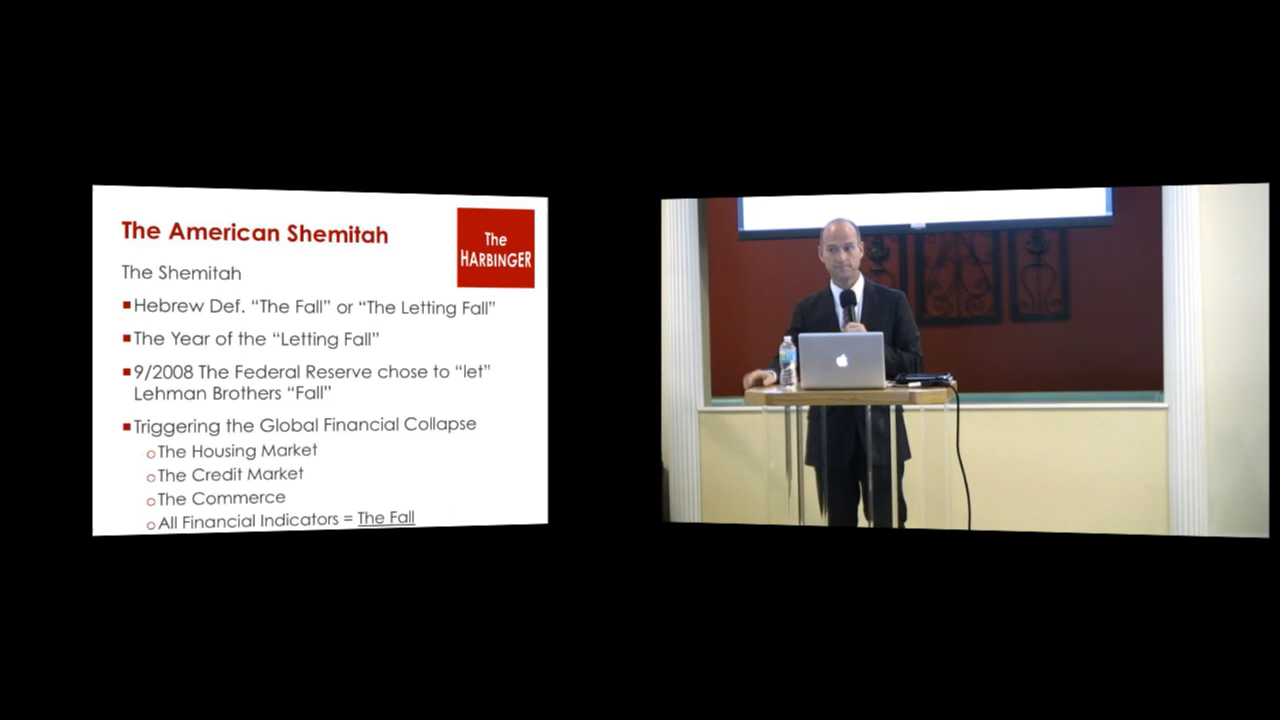 The American Shemitah
The
HARBINGER
The Shemitah
Hebrew Def. “The Fall” or “The Letting Fall”
The Year of the “Letting Fall”
9/2008 The Federal Reserve chose to “let”
Lehman Brothers “Fall”
Triggering the Global Financial Collapse
The Housing Market
The Credit Market
The Commerce
All Financial Indicators = The Fall